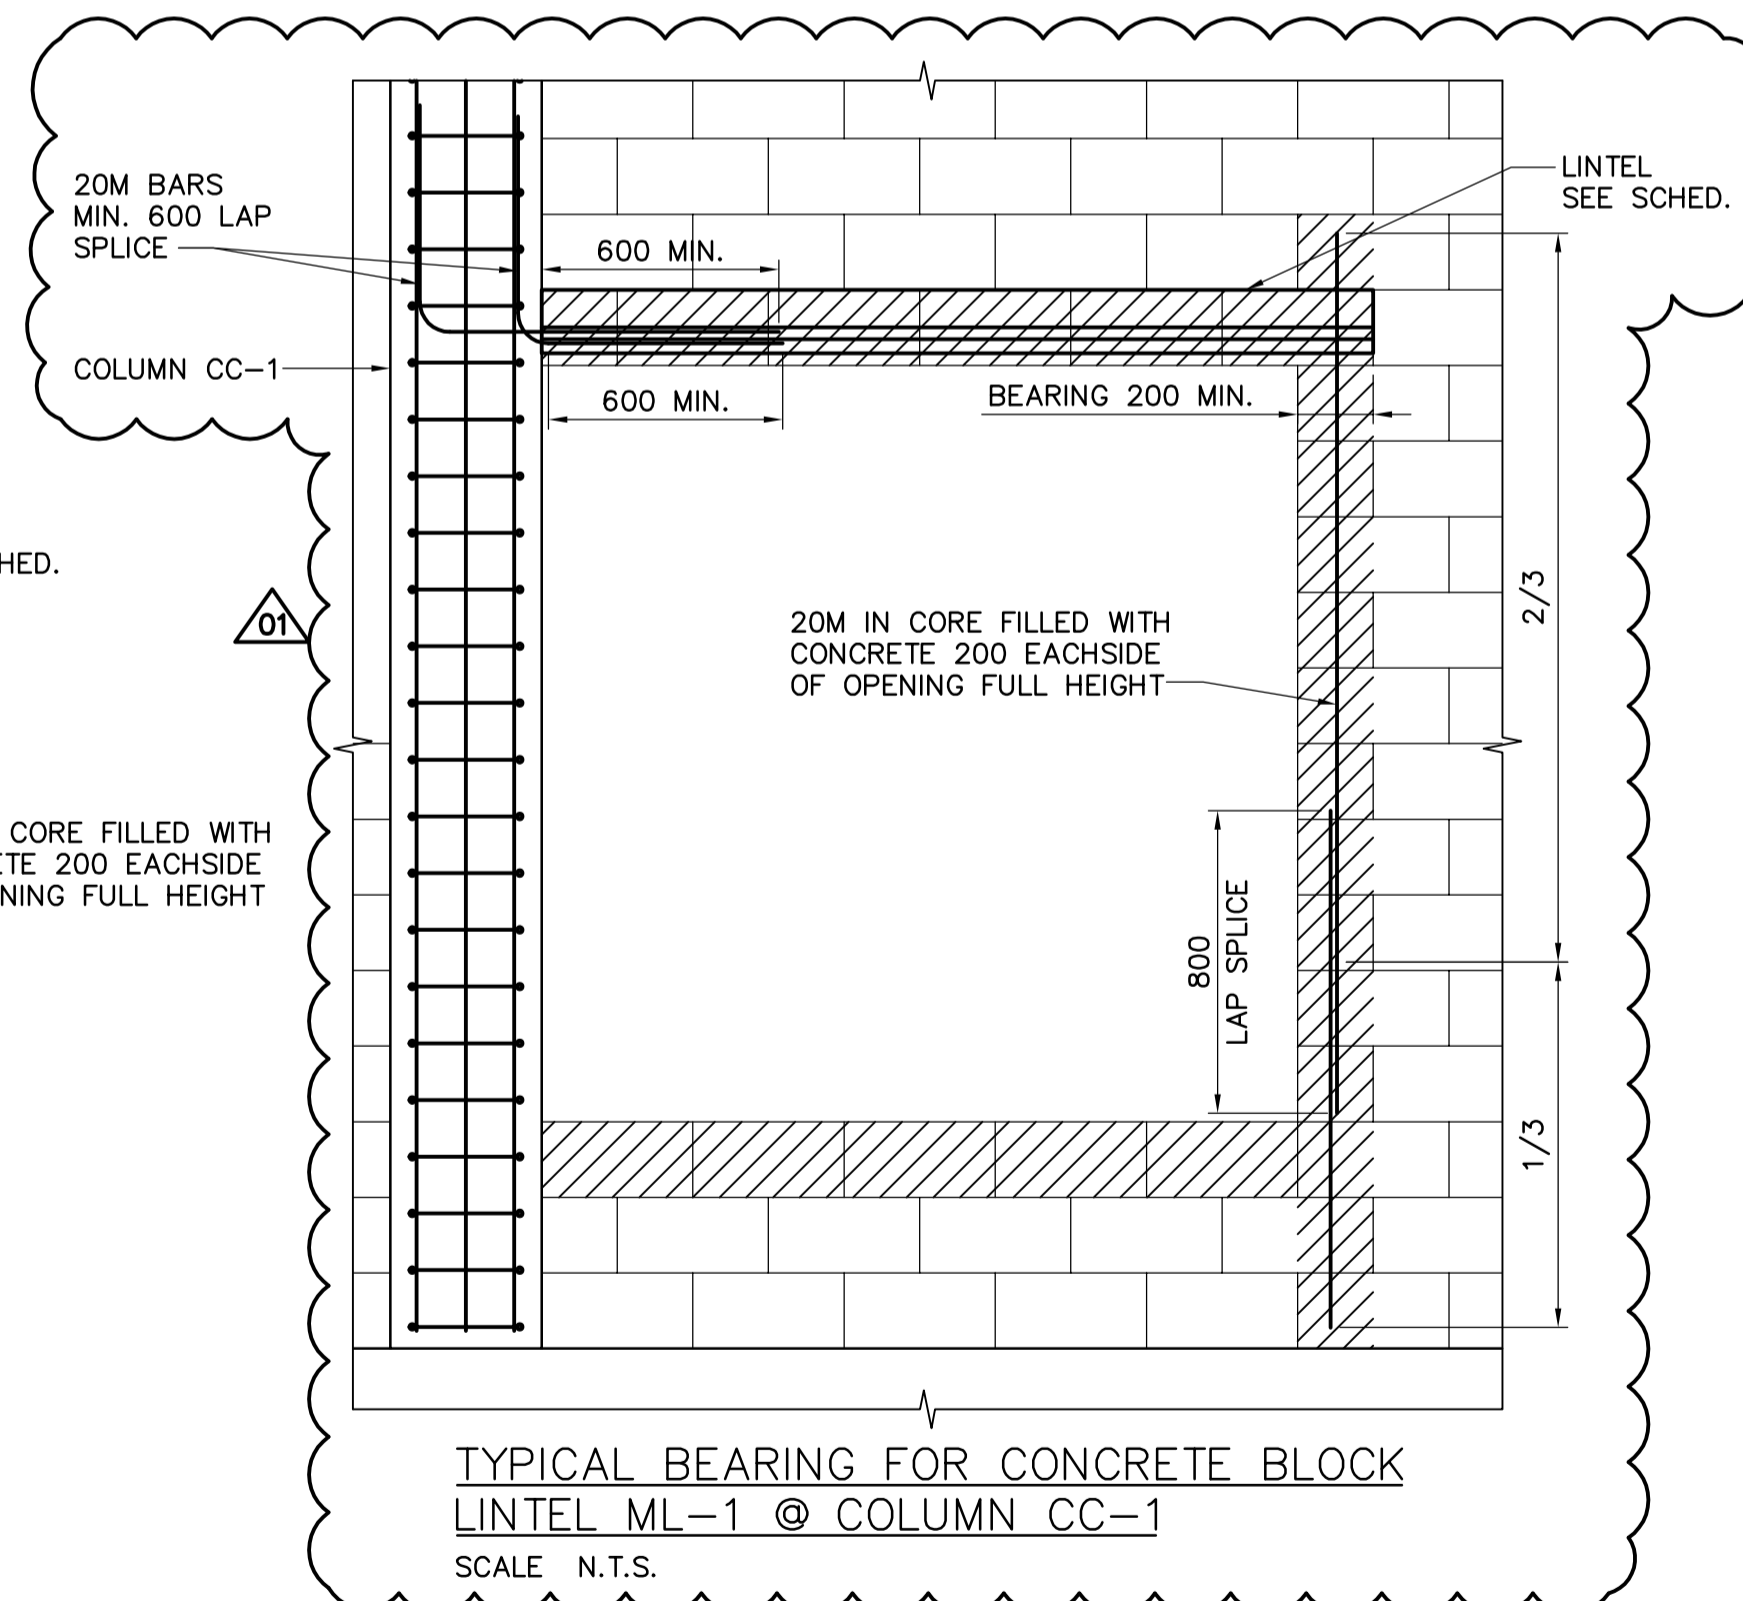 20M BARS
MIN. 600 LAP
SPLICE
COLUMN CC-1
600 MIN.
600 MIN.
LINTEL
SEE SCHED.
BEARING 200 MIN.
HED.
01
20M IN CORE FILLED WITH
CONCRETE 200 EACHSIDE
OF OPENING FULL HEIGHT
2/3
CORE FILLED WITH
ETE 200 EACHSIDE
NING FULL HEIGHT
800
LAP SPLICE
1/3
TYPICAL BEARING FOR CONCRETE BLOCK
LINTEL ML-1 @ COLUMN CC-1
SCALE N.T.S.